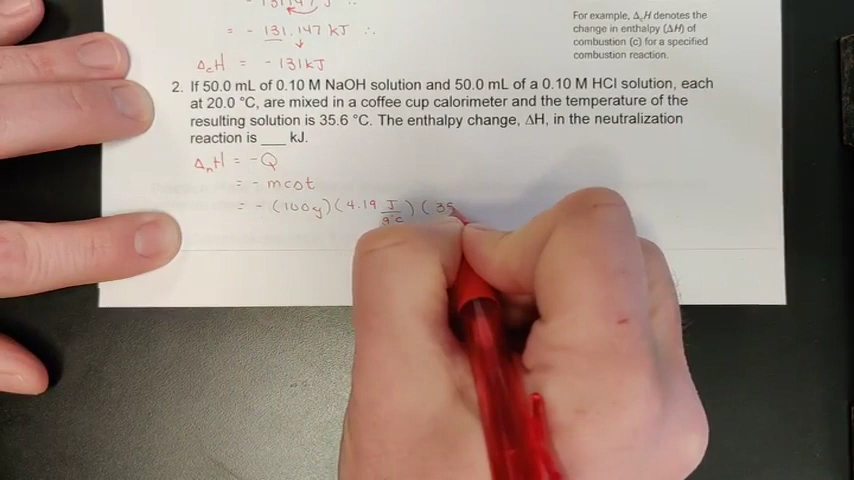 = - 131.147 kJ ∴
ΔcH = - 131kJ
For example, ΔcH denotes the
change in enthalpy (ΔH) of
combustion (c) for a specified
combustion reaction.
2. If 50.0 mL of 0.10 M NaOH solution and 50.0 mL of a 0.10 M HCl solution, each
at 20.0 °C, are mixed in a coffee cup calorimeter and the temperature of the
resulting solution is 35.6 °C. The enthalpy change, ΔH, in the neutralization
reaction is ___ kJ.
ΔnH = -Q
= - mcΔt
= - (100g)(4.19 J/g°C)(35